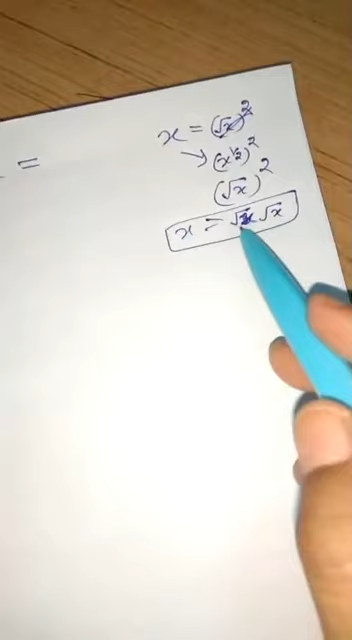 x = (√x)²
→ (x^1/2)²
(√x)²
x = √x √x
=